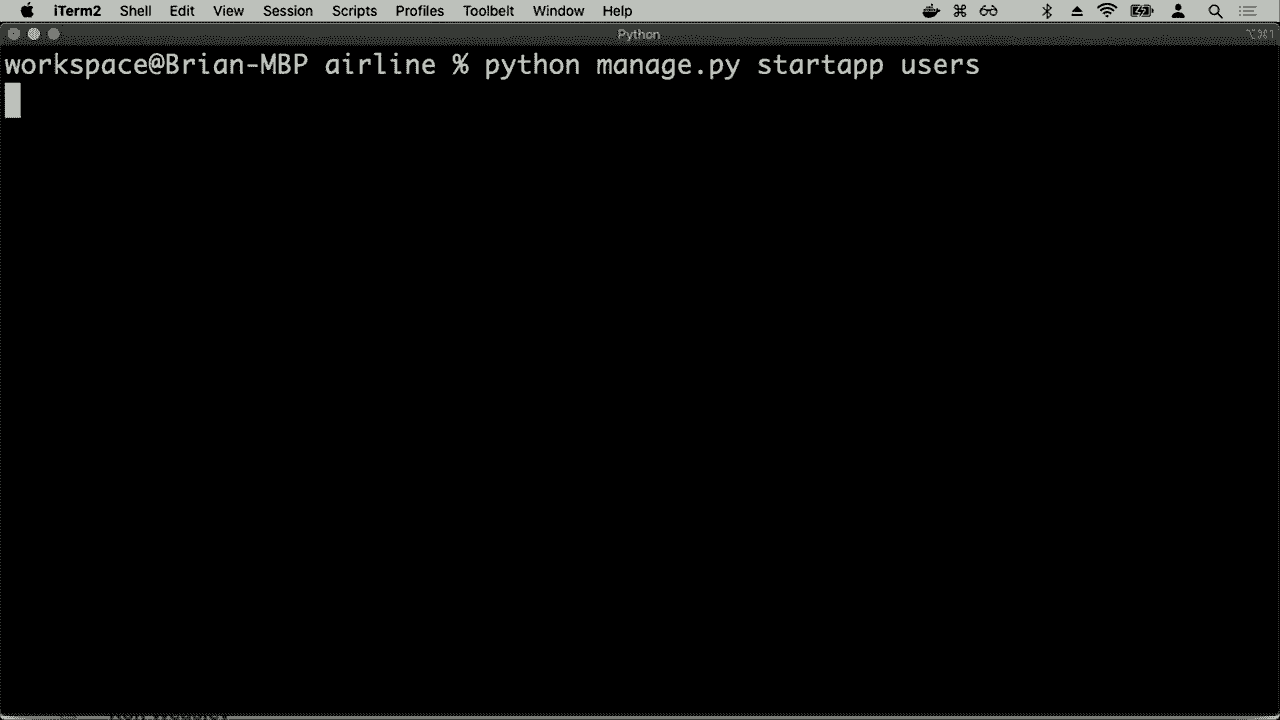 iTerm2 Shell Edit View Session Scripts Profiles Toolbelt Window Help
Python
workspace@Brian-MBP airline % python manage.py startapp users